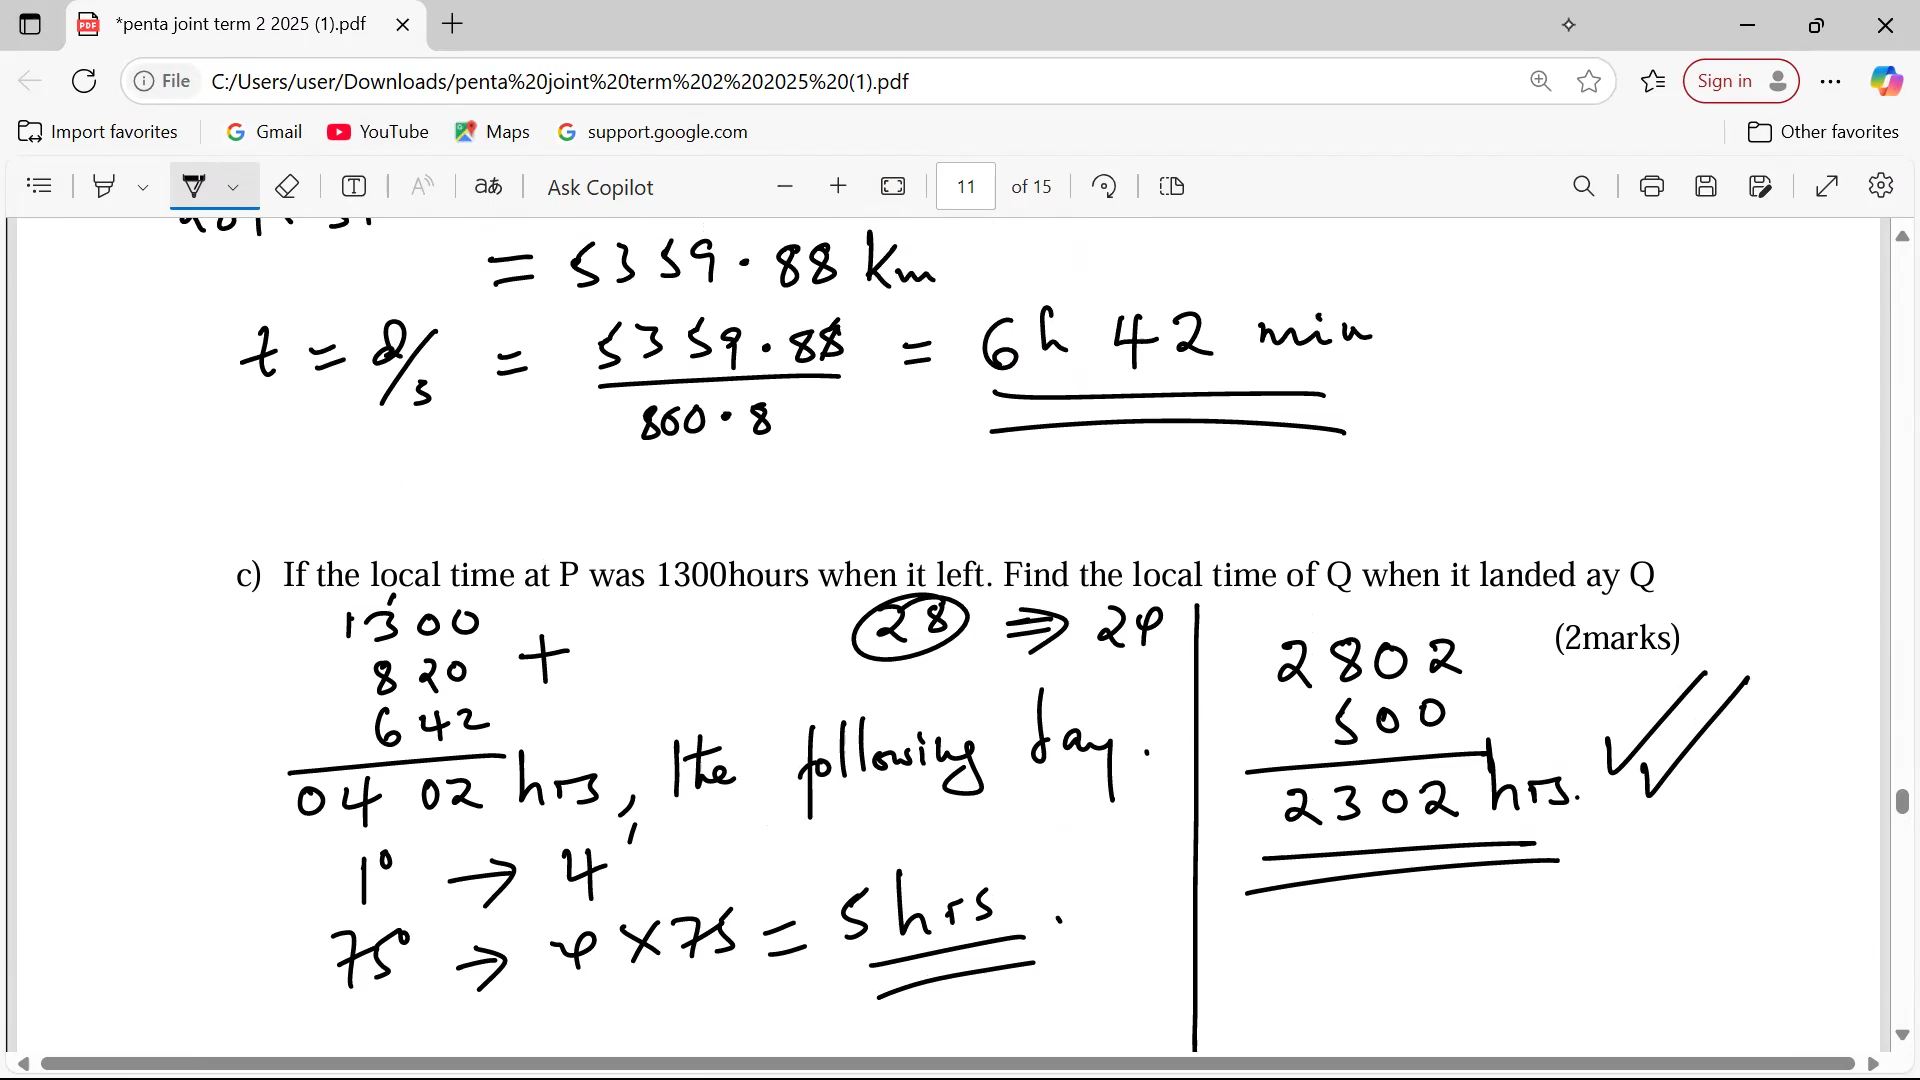 *penta joint term 2 2025 (1).pdf
File C:/Users/user/Downloads/penta%20joint%20term%202%202025%20(1).pdf Sign in
Import favorites Gmail YouTube Maps support.google.com Other favorites
Ask Copilot 11 of 15
= 5359.88 Km
t = d/s = 5359.88 / 800.8 = 6h 42 min
c) If the local time at P was 1300hours when it left. Find the local time of Q when it landed ay Q
(2marks)
1300
820 +
642
0402 hrs, the following day.
28 ⇒ 24
1° → 4'
75° → 4 × 75 = 5 hrs.
2802
500
2302 hrs.